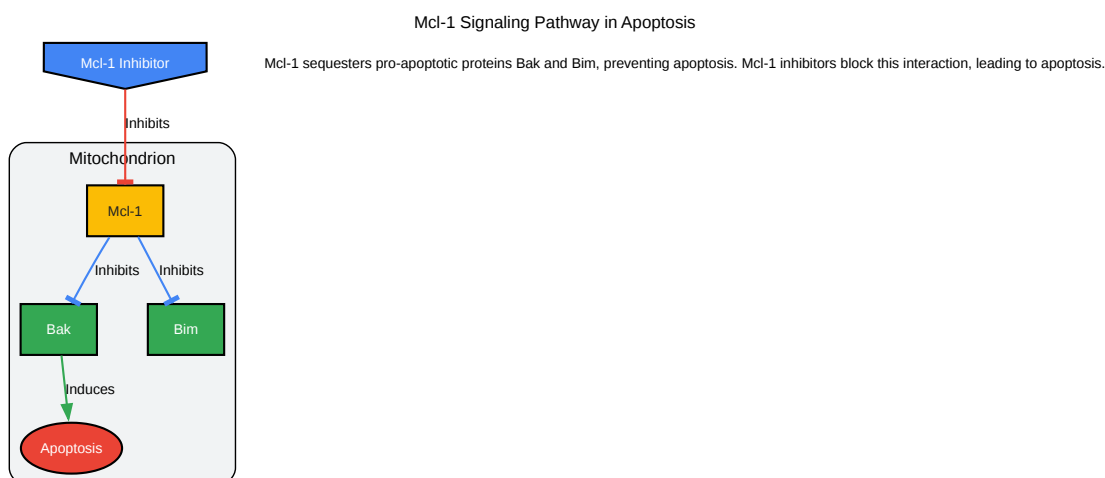 Mcl-1 Signaling Pathway in Apoptosis
Mcl-1 Inhibitor
Mcl-1 sequesters pro-apoptotic proteins Bak and Bim, preventing apoptosis. Mcl-1 inhibitors block this interaction, leading to apoptosis.
Inhibits
Mitochondrion
Mcl-1
Inhibits
Inhibits
Bak
Bim
Induces
Apoptosis